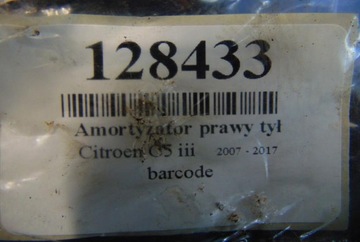 128433
Amortyzator prawy tył
Citroen C5 iii 2007 - 2017
barcode